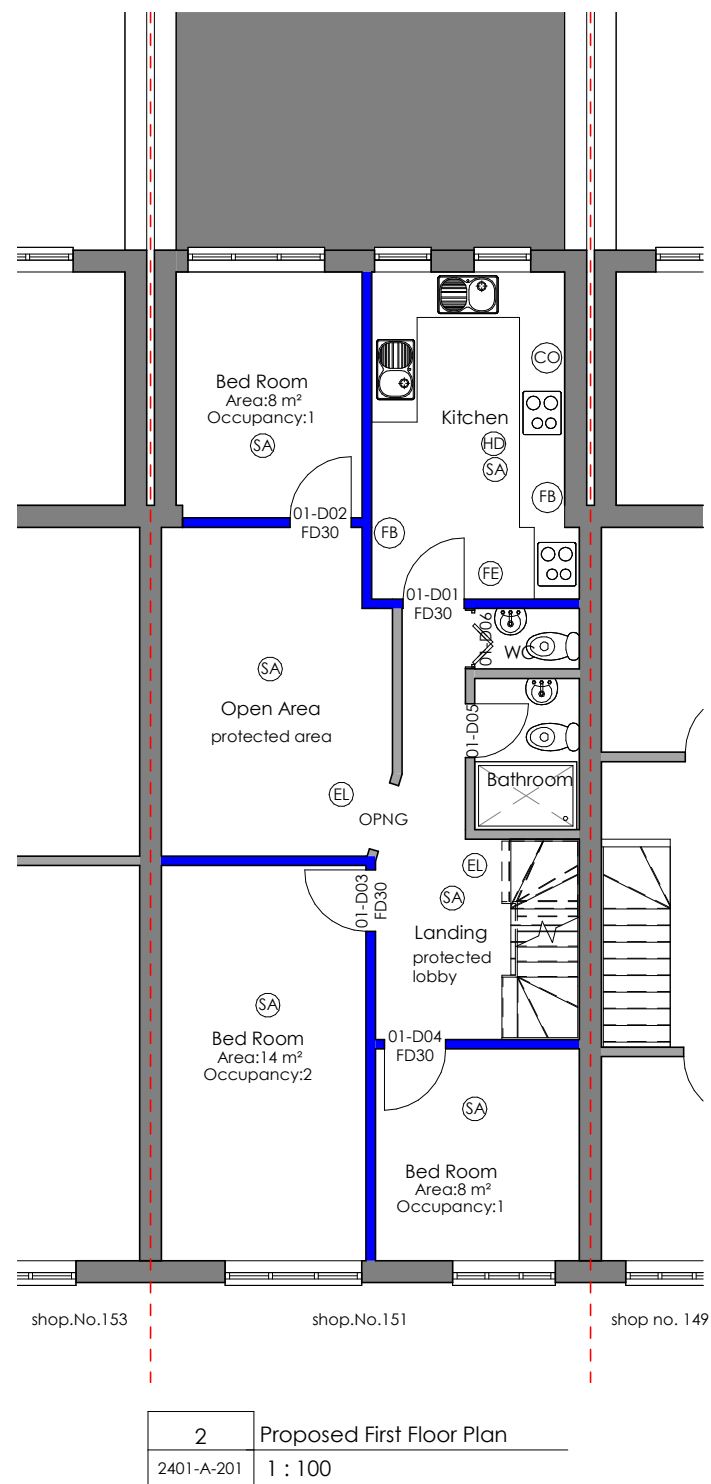 Bed Room
Area:8 m²
Occupancy:1
SA
CO
Kitchen
HD
SA
FB
01-D02
FD30
FB
FE
01-D01
FD30
01-D06
WC
SA
Open Area
protected area
01-D05
Bathroom
EL
OPNG
EL
01-D03
FD30
SA
Landing
protected
lobby
SA
Bed Room
Area:14 m²
Occupancy:2
01-D04
FD30
SA
Bed Room
Area:8 m²
Occupancy:1
shop.No.153
shop.No.151
shop no. 149
2
Proposed First Floor Plan
2401-A-201
1 : 100